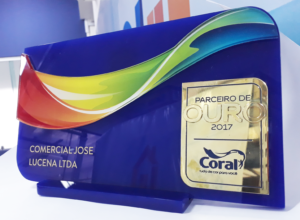 PARCEIRO DE
OURO
2017
COMERCIAL JOSE
LUCENA LTDA
Coral